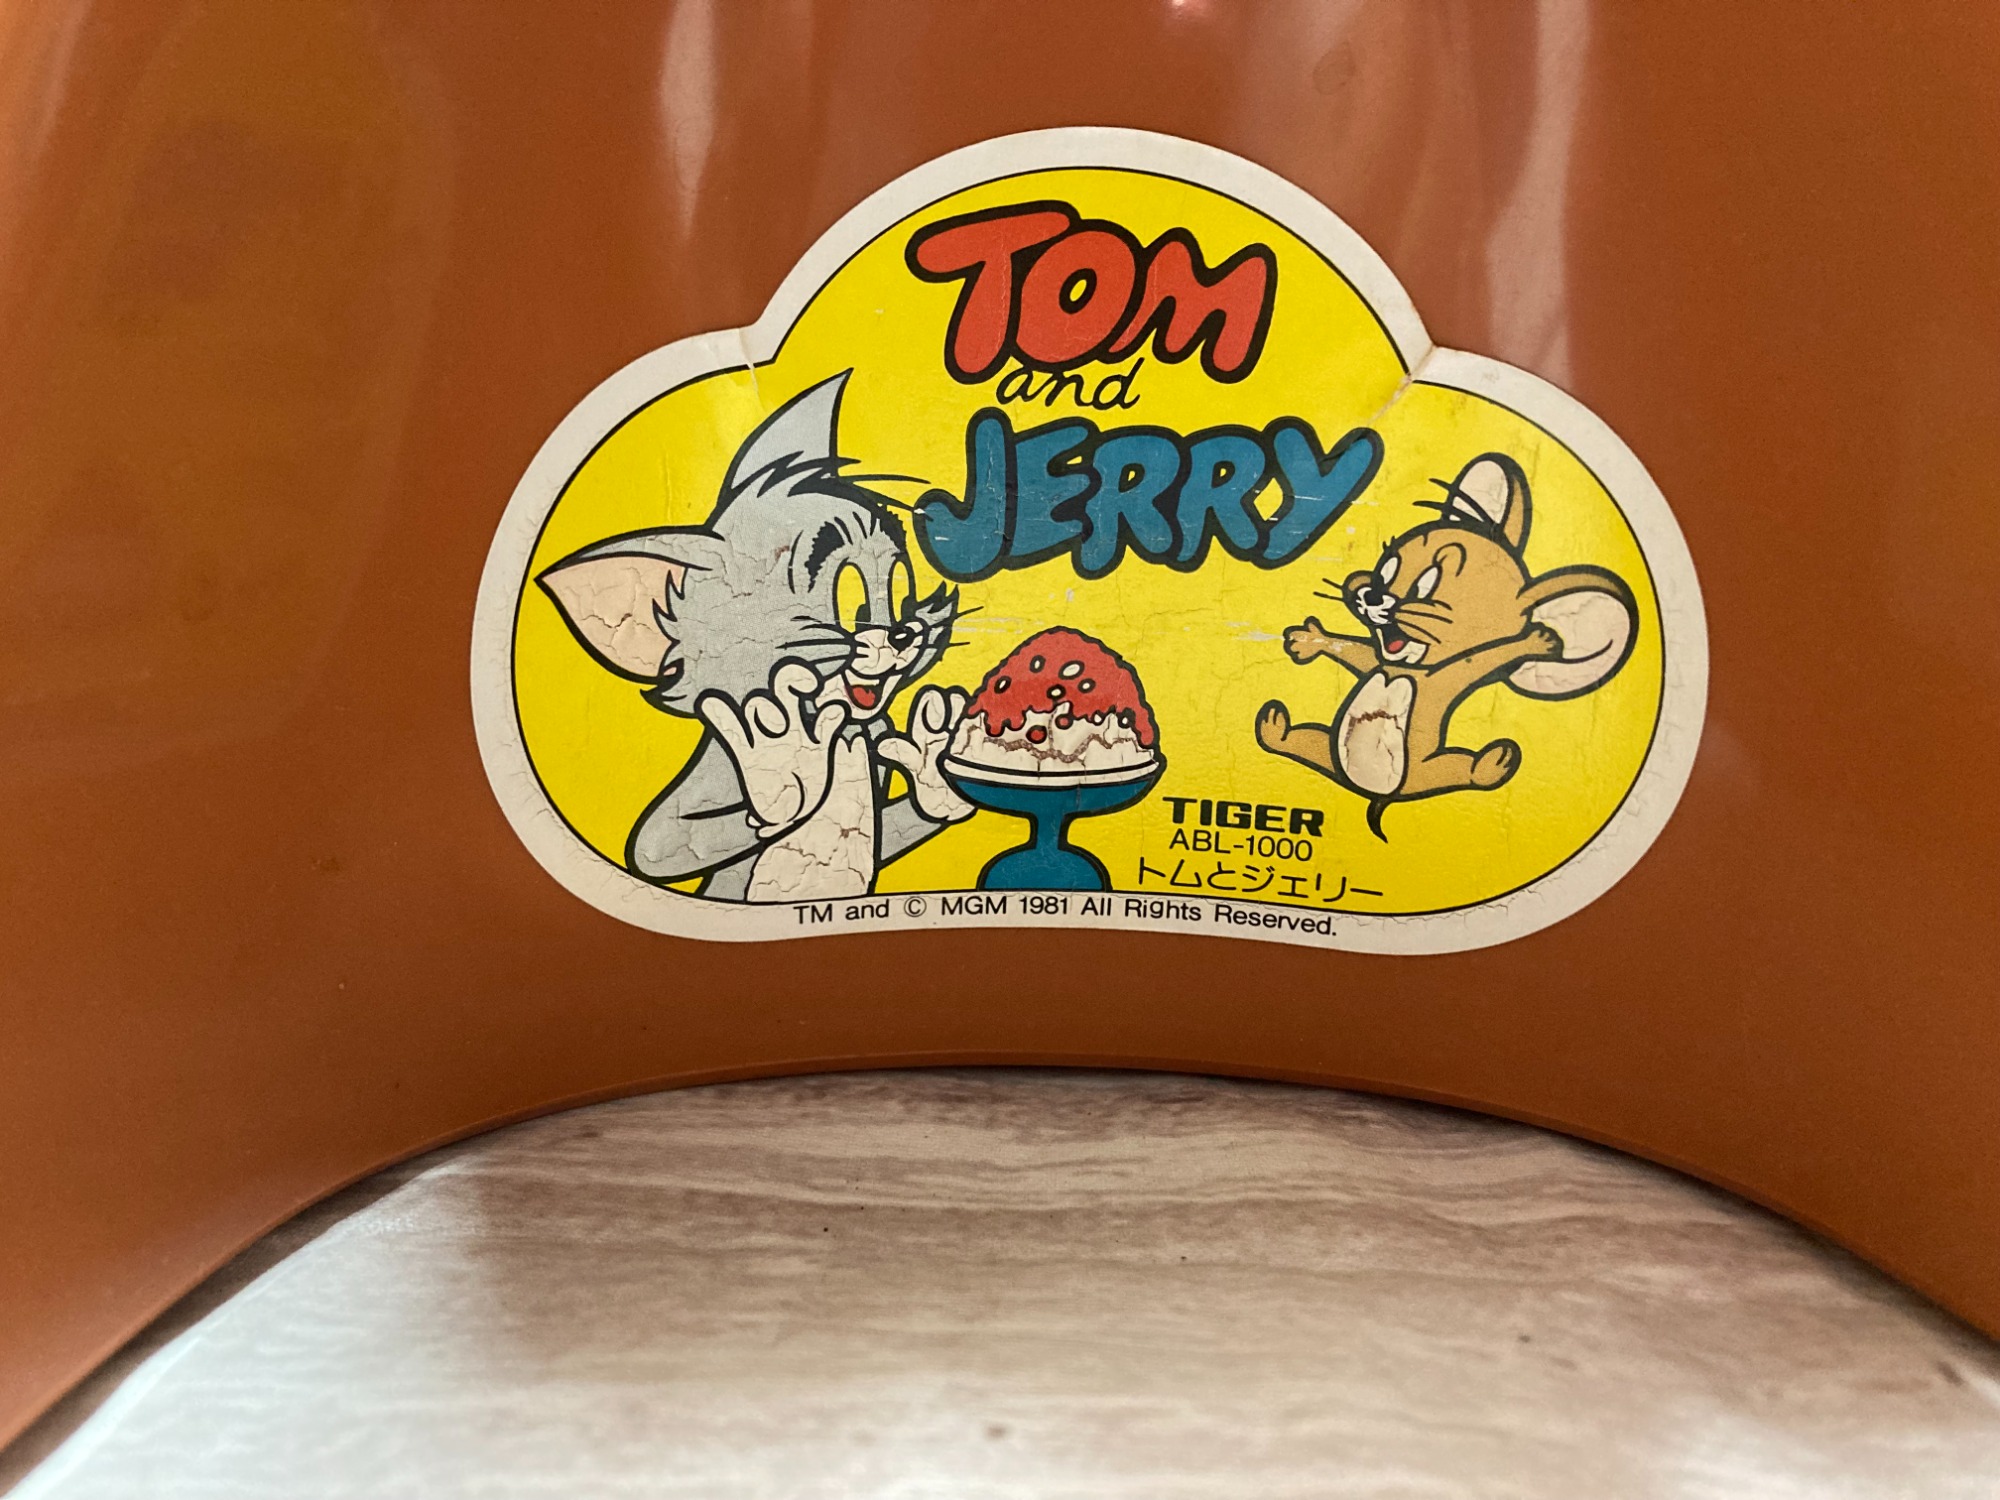 TOM
and
JERRY
TIGER
ABL-1000
トムとジェリー
TM and © MGM 1981 All Rights Reserved.